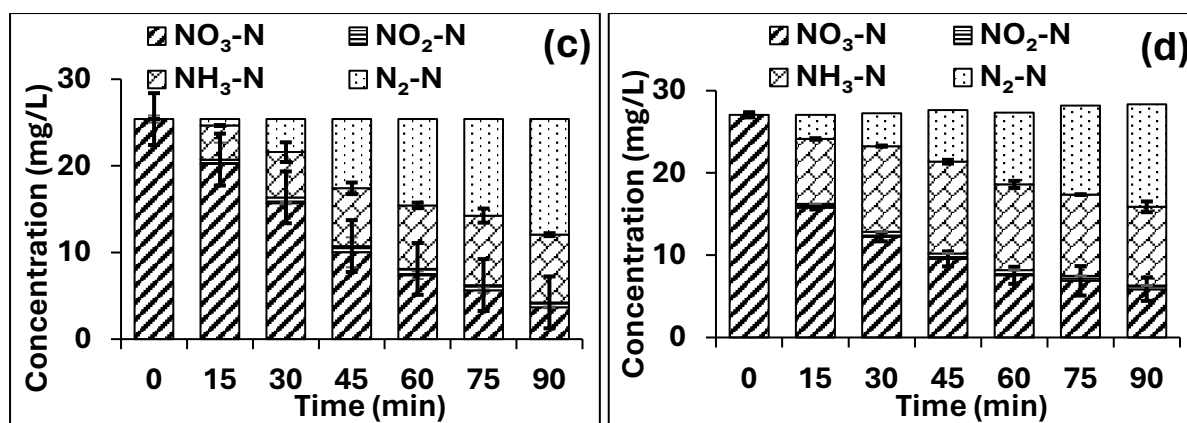 NO₃-N NO₂-N (c)
NH₃-N N₂-N
Concentration (mg/L)
30
20
10
0
0 15 30 45 60 75 90
Time (min)
NO₃-N NO₂-N (d)
NH₃-N N₂-N
Concentration (mg/L)
30
20
10
0
0 15 30 45 60 75 90
Time (min)